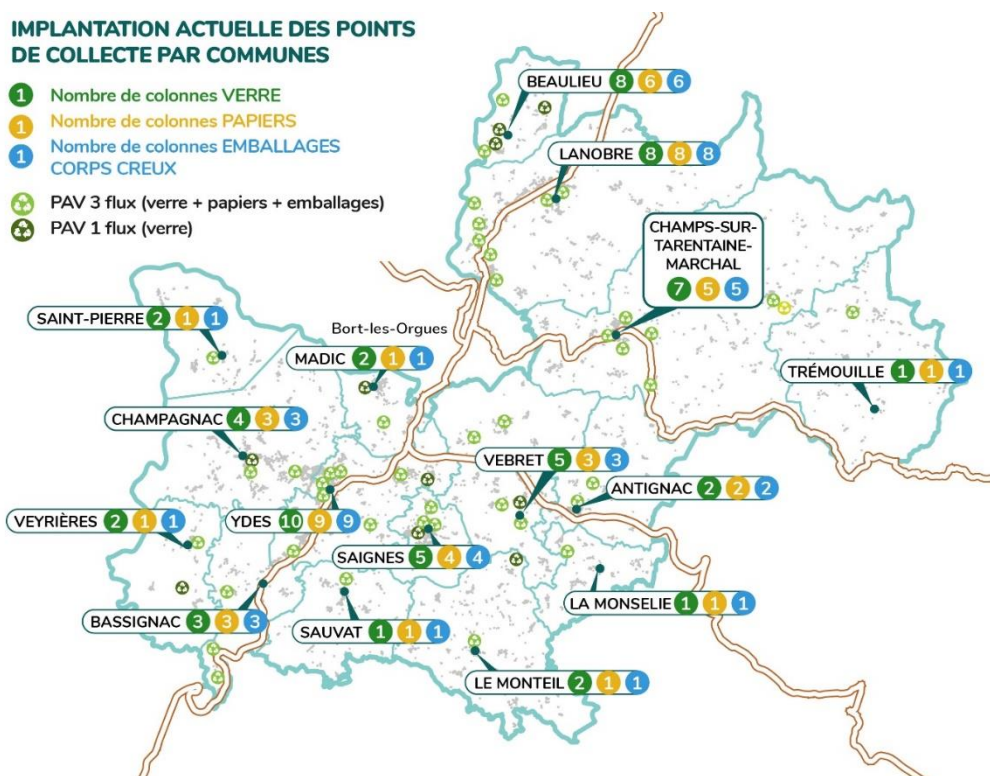 IMPLANTATION ACTUELLE DES POINTS
DE COLLECTE PAR COMMUNES
1 Nombre de colonnes VERRE
1 Nombre de colonnes PAPIERS
1 Nombre de colonnes EMBALLAGES
CORPS CREUX
PAV 3 flux (verre + papiers + emballages)
PAV 1 flux (verre)
BEAULIEU 8 6 6
LANOBRE 8 8 8
CHAMPS-SUR-
TARENTAINE-
MARCHAL
7 5 5
SAINT-PIERRE 2 1 1
Bort-les-Orgues
MADIC 2 1 1
TRÉMOUILLE 1 1 1
CHAMPAGNAC 4 3 3
VEBRET 5 3 3
ANTIGNAC 2 2 2
VEYRIÈRES 2 1 1
YDES 10 9 9
SAIGNES 5 4 4
LA MONSELIE 1 1 1
BASSIGNAC 3 3 3
SAUVAT 1 1 1
LE MONTEIL 2 1 1